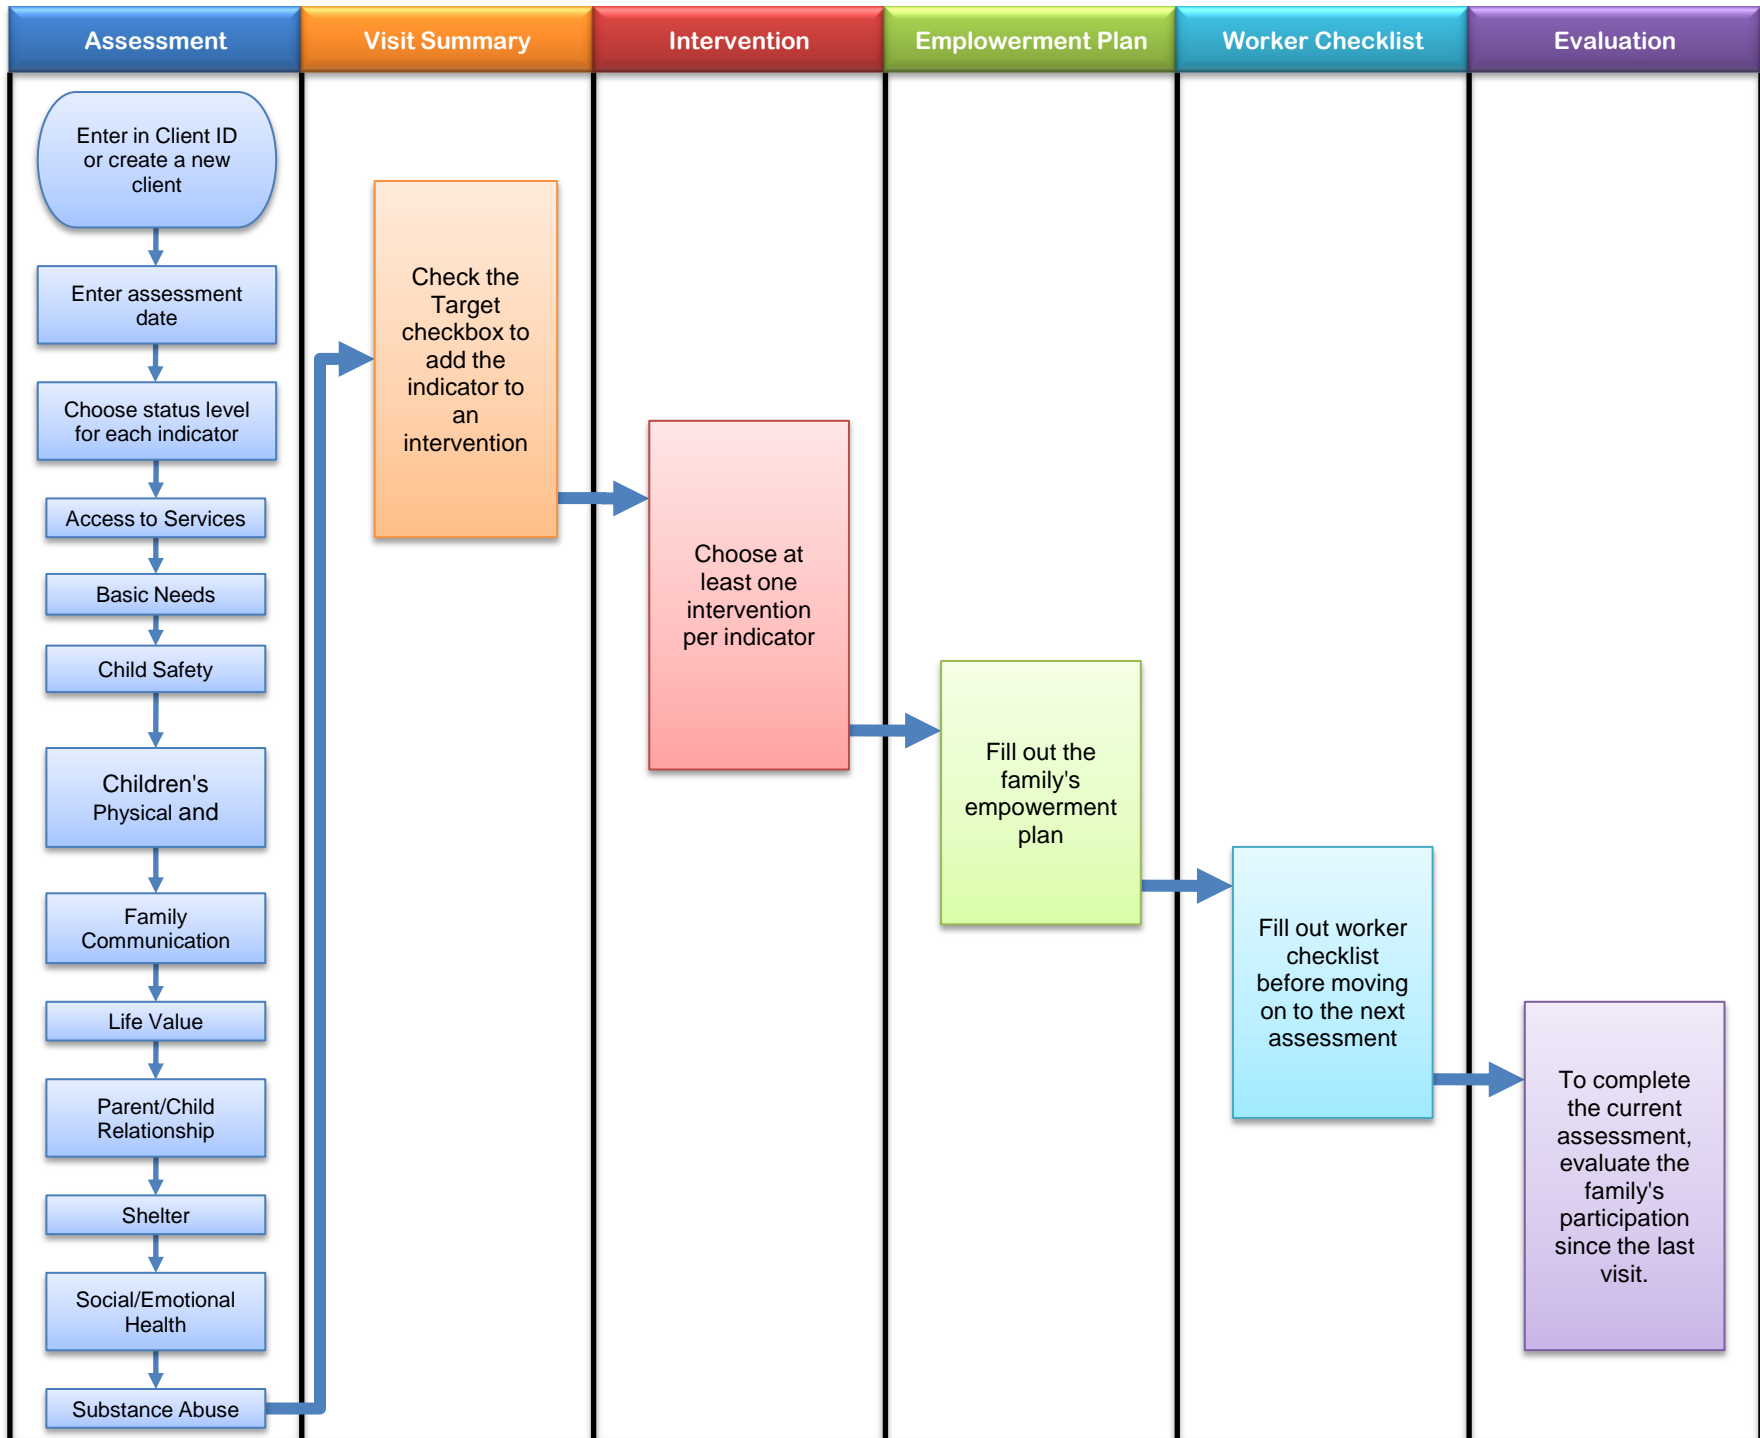 Assessment
Visit Summary
Intervention
Emplowerment Plan
Worker Checklist
Evaluation
Enter in Client ID
or create a new
client
Enter assessment
date
Choose status level
for each indicator
Access to Services
Basic Needs
Child Safety
Children's
Physical and
Family
Communication
Life Value
Parent/Child
Relationship
Shelter
Social/Emotional
Health
Substance Abuse
Check the
Target
checkbox to
add the
indicator to
an
intervention
Choose at
least one
intervention
per indicator
Fill out the
family's
empowerment
plan
Fill out worker
checklist
before moving
on to the next
assessment
To complete
the current
assessment,
evaluate the
family's
participation
since the last
visit.